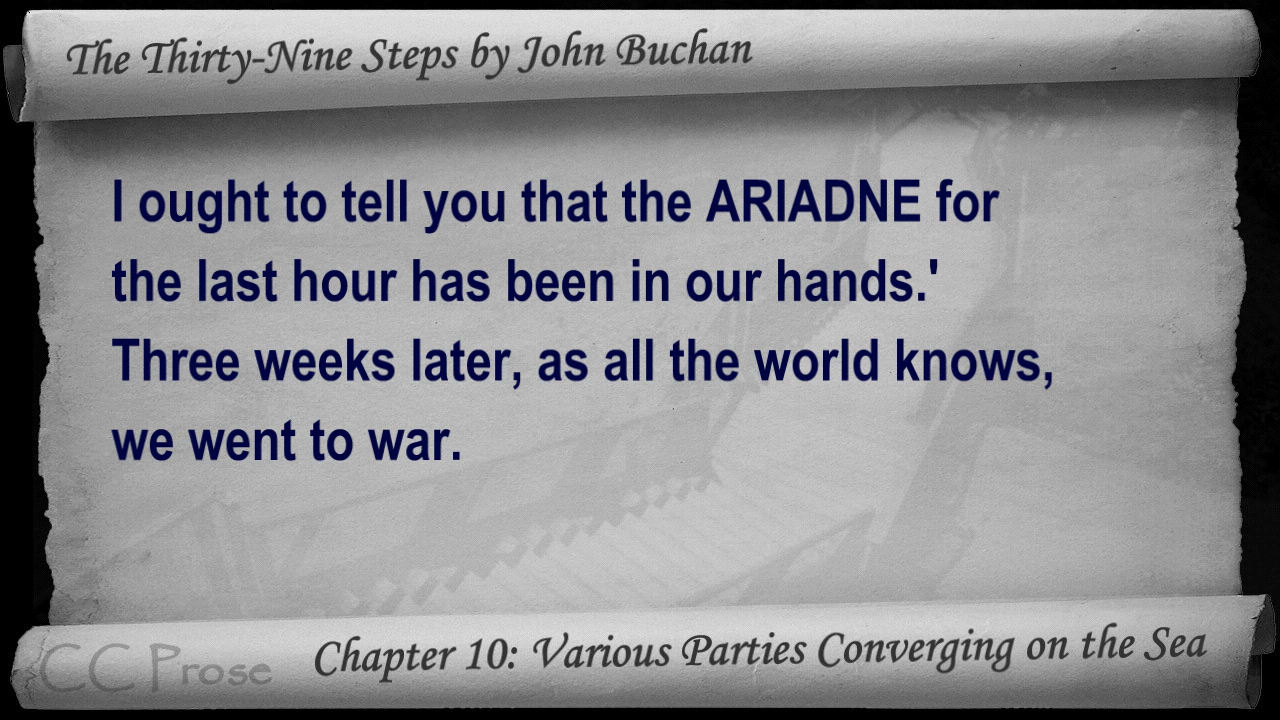 The Thirty-Nine Steps by John Buchan
I ought to tell you that the ARIADNE for
the last hour has been in our hands.'
Three weeks later, as all the world knows,
we went to war.
CC Prose
Chapter 10: Various Parties Converging on the Sea